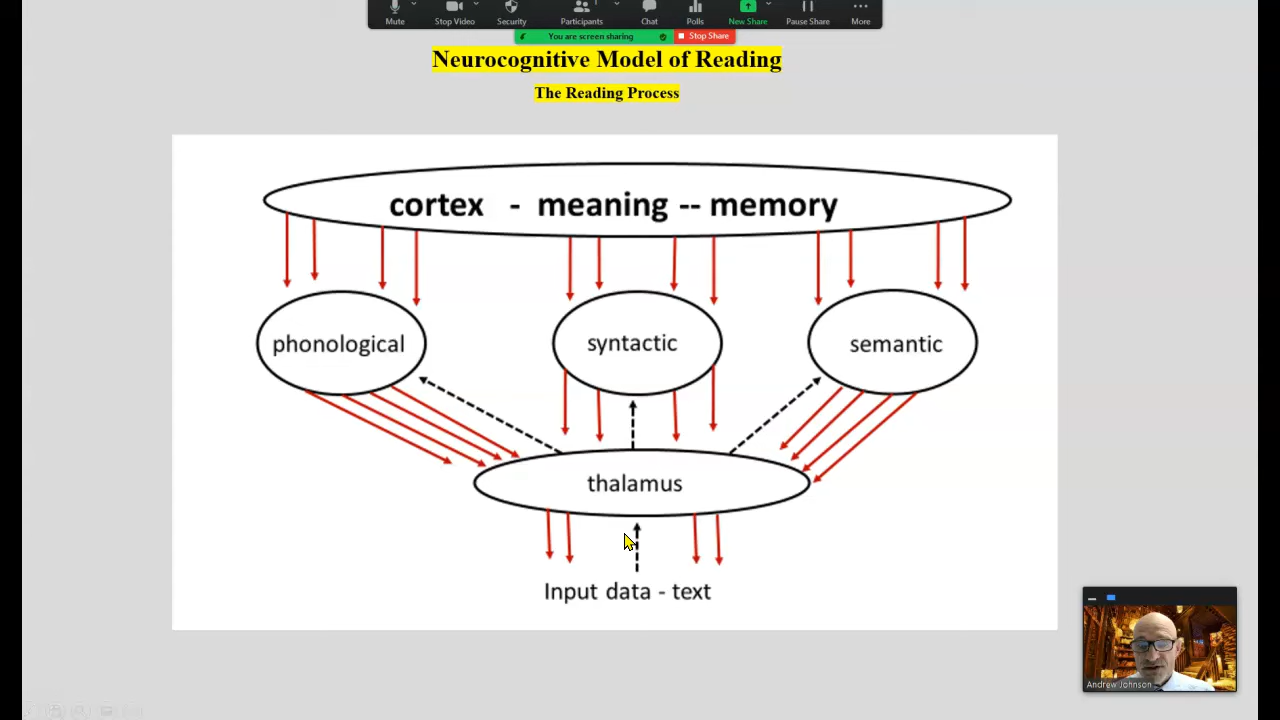 Mute Stop Video Security Participants 1 Chat Polls New Share Pause Share More
You are screen sharing Stop Share
Neurocognitive Model of Reading
The Reading Process
cortex - meaning -- memory
phonological syntactic semantic
thalamus
Input data - text
Andrew Johnson